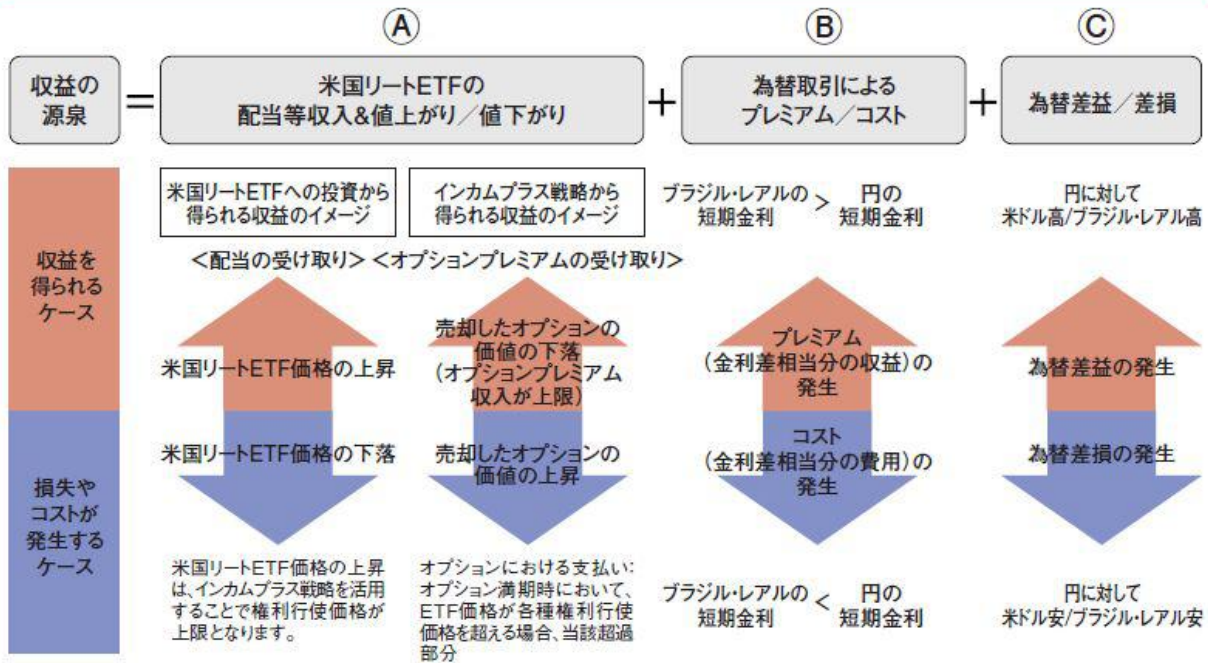 Ⓐ
Ⓑ
Ⓒ
収益の
源泉
=
米国リートETFの
配当等収入&値上がり/値下がり
+
為替取引による
プレミアム/コスト
+
為替差益/差損
収益を
得られる
ケース
米国リートETFへの投資から
得られる収益のイメージ
<配当の受け取り>
米国リートETF価格の上昇
インカムプラス戦略から
得られる収益のイメージ
<オプションプレミアムの受け取り>
売却したオプションの
価値の下落
(オプションプレミアム
収入が上限)
ブラジル・レアルの
短期金利
>
円の
短期金利
プレミアム
(金利差相当分の収益)の
発生
円に対して
米ドル高/ブラジル・レアル高
為替差益の発生
損失や
コストが
発生する
ケース
米国リートETF価格の下落
米国リートETF価格の上昇
は、インカムプラス戦略を活用
することで権利行使価格が
上限となります。
売却したオプションの
価値の上昇
オプションにおける支払い:
オプション満期時において、
ETF価格が各種権利行使
価格を超える場合、当該超過
部分
コスト
(金利差相当分の費用)の
発生
ブラジル・レアルの
短期金利
<
円の
短期金利
為替差損の発生
円に対して
米ドル安/ブラジル・レアル安